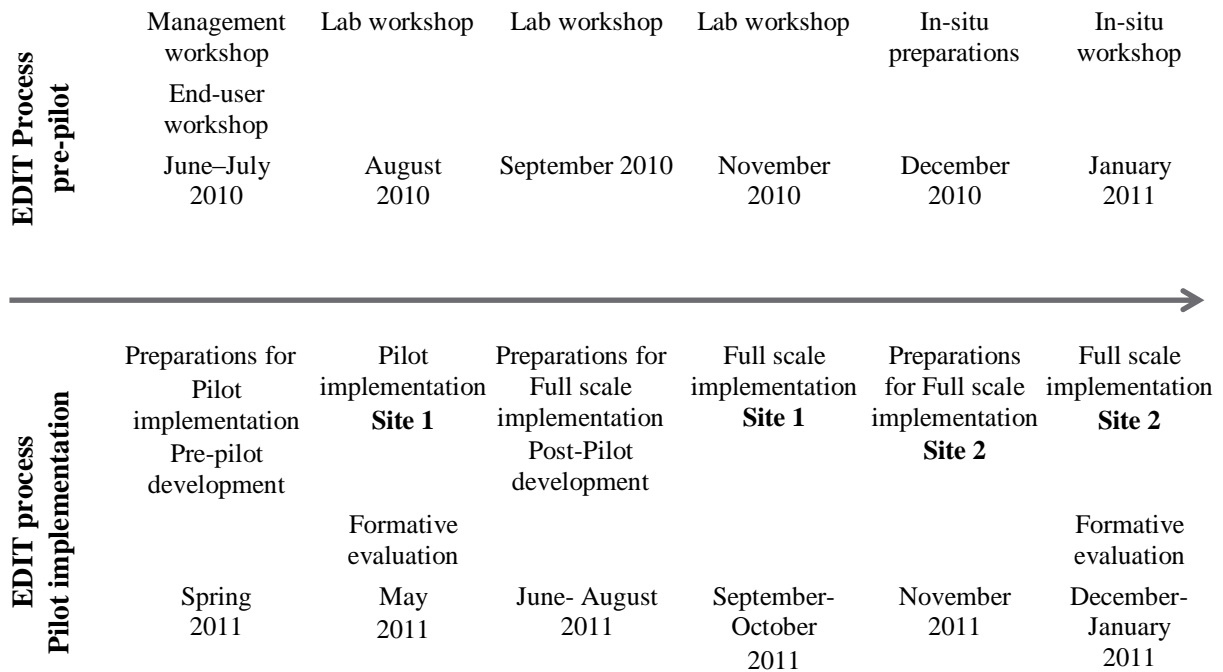 EDIT Process
pre-pilot
Management
workshop
End-user
workshop
June–July
2010
Lab workshop
August
2010
Lab workshop
September 2010
Lab workshop
November
2010
In-situ
preparations
December
2010
In-situ
workshop
January
2011
EDIT process
Pilot implementation
Preparations for
Pilot
implementation
Pre-pilot
development
Spring
2011
Pilot
implementation
Site 1
Formative
evaluation
May
2011
Preparations for
Full scale
implementation
Post-Pilot
development
June- August
2011
Full scale
implementation
Site 1
September-
October
2011
Preparations
for Full scale
implementation
Site 2
November
2011
Full scale
implementation
Site 2
Formative
evaluation
December-
January
2011